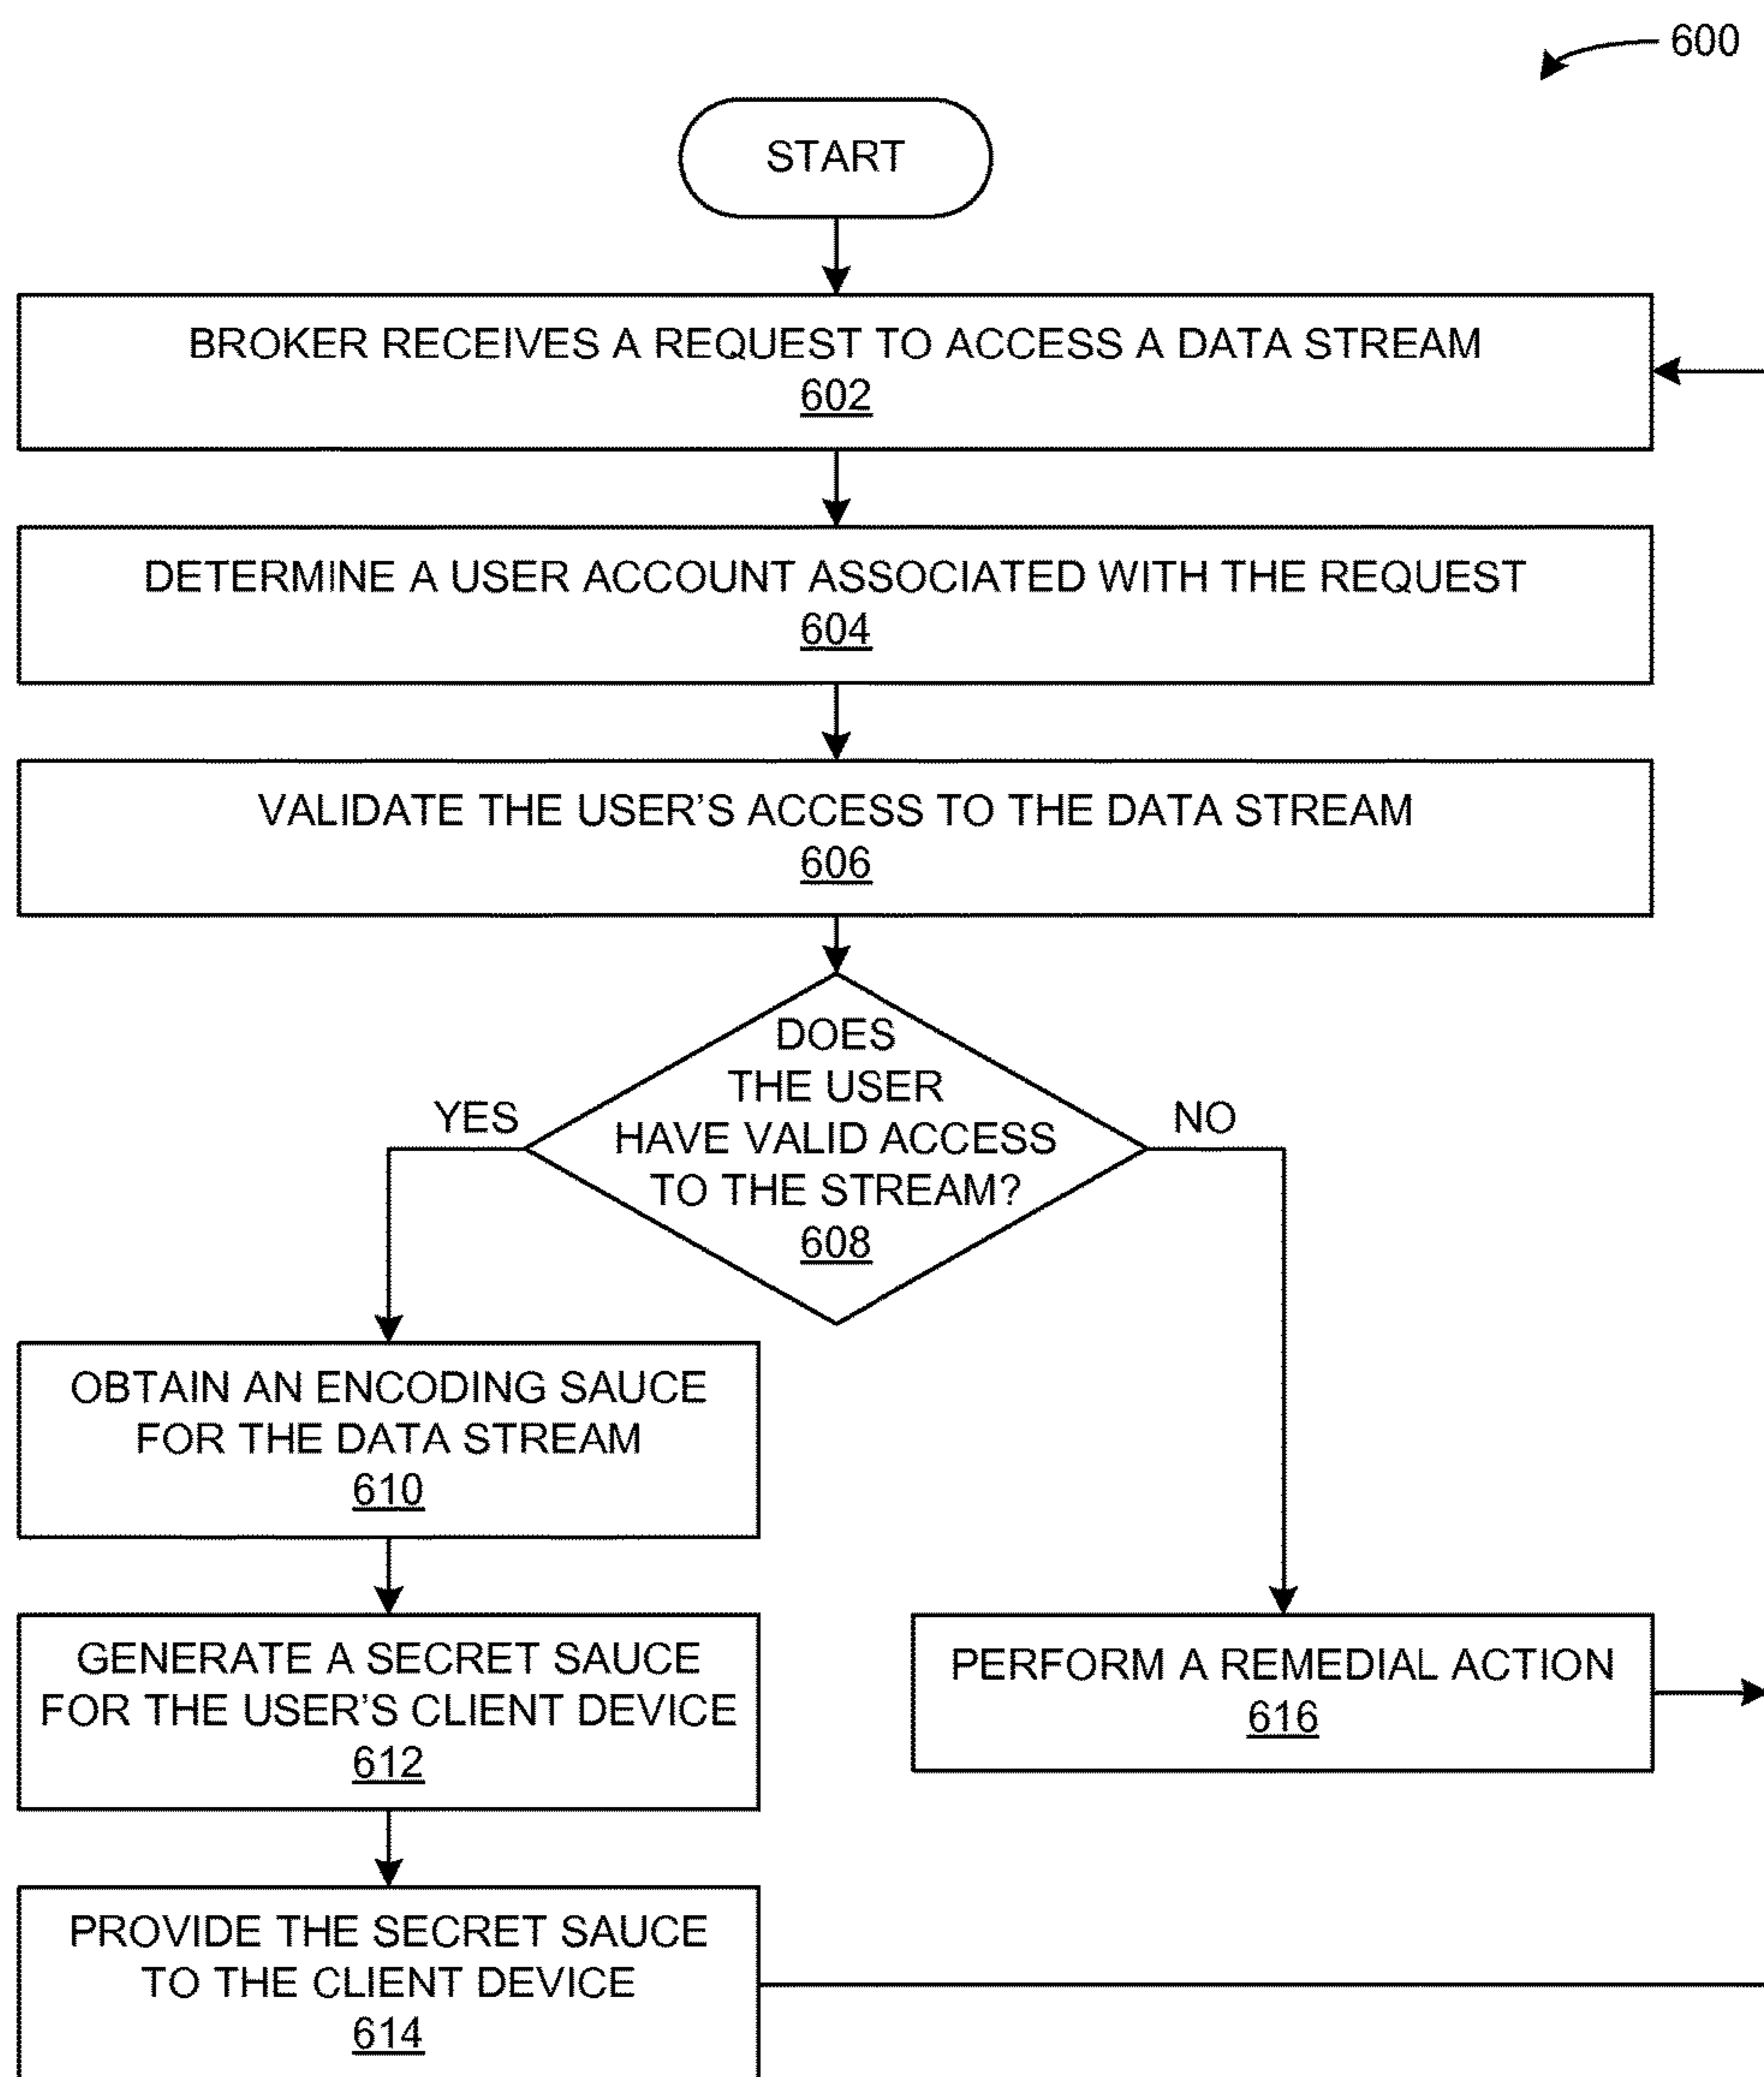 600
START
BROKER RECEIVES A REQUEST TO ACCESS A DATA STREAM
602
DETERMINE A USER ACCOUNT ASSOCIATED WITH THE REQUEST
604
VALIDATE THE USER'S ACCESS TO THE DATA STREAM
606
DOES
THE USER
HAVE VALID ACCESS
TO THE STREAM?
608
YES
NO
OBTAIN AN ENCODING SAUCE
FOR THE DATA STREAM
610
GENERATE A SECRET SAUCE
FOR THE USER'S CLIENT DEVICE
612
PERFORM A REMEDIAL ACTION
616
PROVIDE THE SECRET SAUCE
TO THE CLIENT DEVICE
614